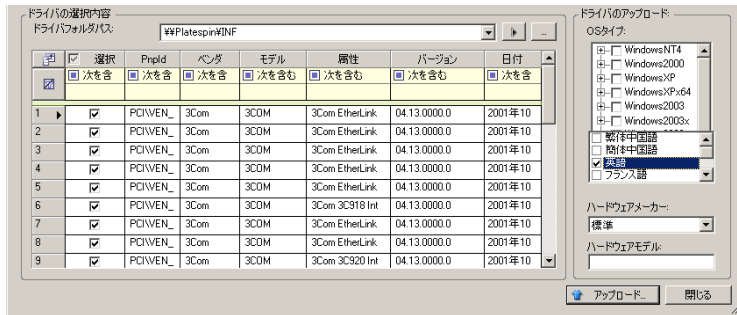 ドライバの選択内容
ドライバフォルダパス: ¥¥Platespin¥INF ...
選択 PnpId ベンダ モデル 属性 バージョン 日付
次を含 次を含 次を含 次を含む 次を含む 次を含む 次を含
1 PCI\VEN_ 3Com 3COM 3Com EtherLink 04.13.0000.0 2001年10
2 PCI\VEN_ 3Com 3COM 3Com EtherLink 04.13.0000.0 2001年10
3 PCI\VEN_ 3Com 3COM 3Com EtherLink 04.13.0000.0 2001年10
4 PCI\VEN_ 3Com 3COM 3Com EtherLink 04.13.0000.0 2001年10
5 PCI\VEN_ 3Com 3COM 3Com EtherLink 04.13.0000.0 2001年10
6 PCI\VEN_ 3Com 3COM 3Com 3C918 Int 04.13.0000.0 2001年10
7 PCI\VEN_ 3Com 3COM 3Com EtherLink 04.13.0000.0 2001年10
8 PCI\VEN_ 3Com 3COM 3Com EtherLink 04.13.0000.0 2001年10
9 PCI\VEN_ 3Com 3COM 3Com 3C920 Int 04.13.0000.0 2001年10
ドライバのアップロード:
OSタイプ:
WindowsNT4
Windows2000
WindowsXP
WindowsXPx64
Windows2003
Windows2003x
繁体中国語
簡体中国語
英語
フランス語
ハードウェアメーカー:
標準
ハードウェアモデル:
アップロード... 閉じる